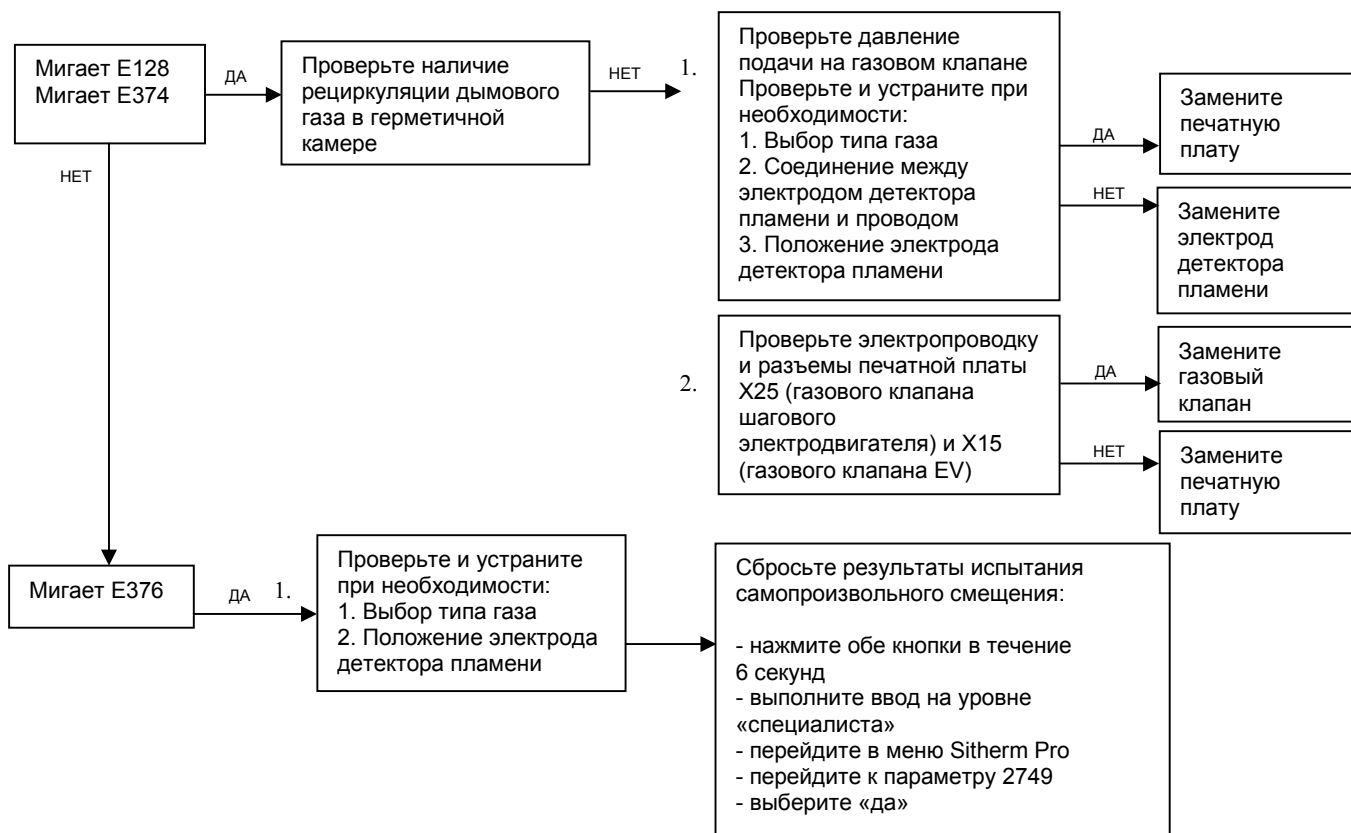 Мигает E128
Мигает E374
ДА
Проверьте наличие
рециркуляции дымового
газа в герметичной
камере
НЕТ
1.
Проверьте давление
подачи на газовом клапане
Проверьте и устраните при
необходимости:
1. Выбор типа газа
2. Соединение между
электродом детектора
пламени и проводом
3. Положение электрода
детектора пламени
ДА
Замените
печатную
плату
НЕТ
Замените
электрод
детектора
пламени
2.
Проверьте электропроводку
и разъемы печатной платы
X25 (газового клапана
шагового
электродвигателя) и X15
(газового клапана EV)
ДА
Замените
газовый
клапан
НЕТ
Замените
печатную
плату
НЕТ
Мигает E376
ДА
1.
Проверьте и устраните
при необходимости:
1. Выбор типа газа
2. Положение электрода
детектора пламени
Сбросьте результаты испытания
самопроизвольного смещения:
- нажмите обе кнопки в течение
6 секунд
- выполните ввод на уровне
«специалиста»
- перейдите в меню Sitherm Pro
- перейдите к параметру 2749
- выберите «да»